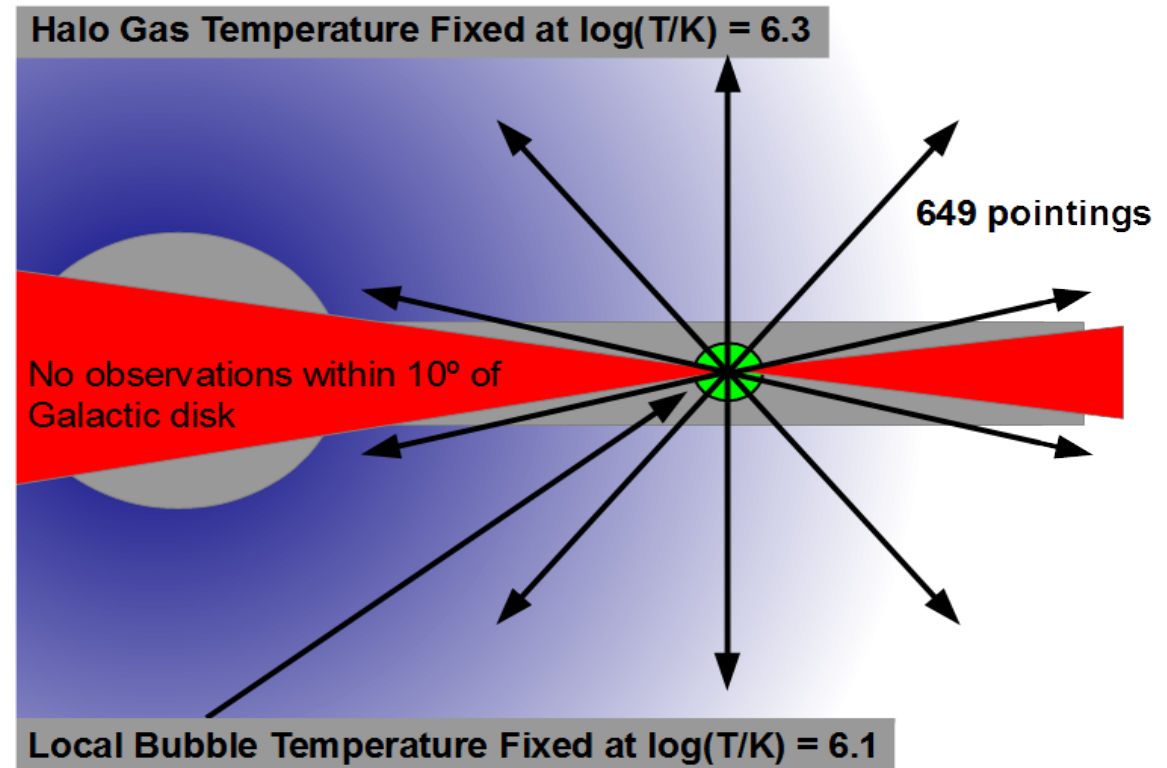 Halo Gas Temperature Fixed at log(T/K) = 6.3
649 pointings
No observations within 10º of
Galactic disk
Local Bubble Temperature Fixed at log(T/K) = 6.1